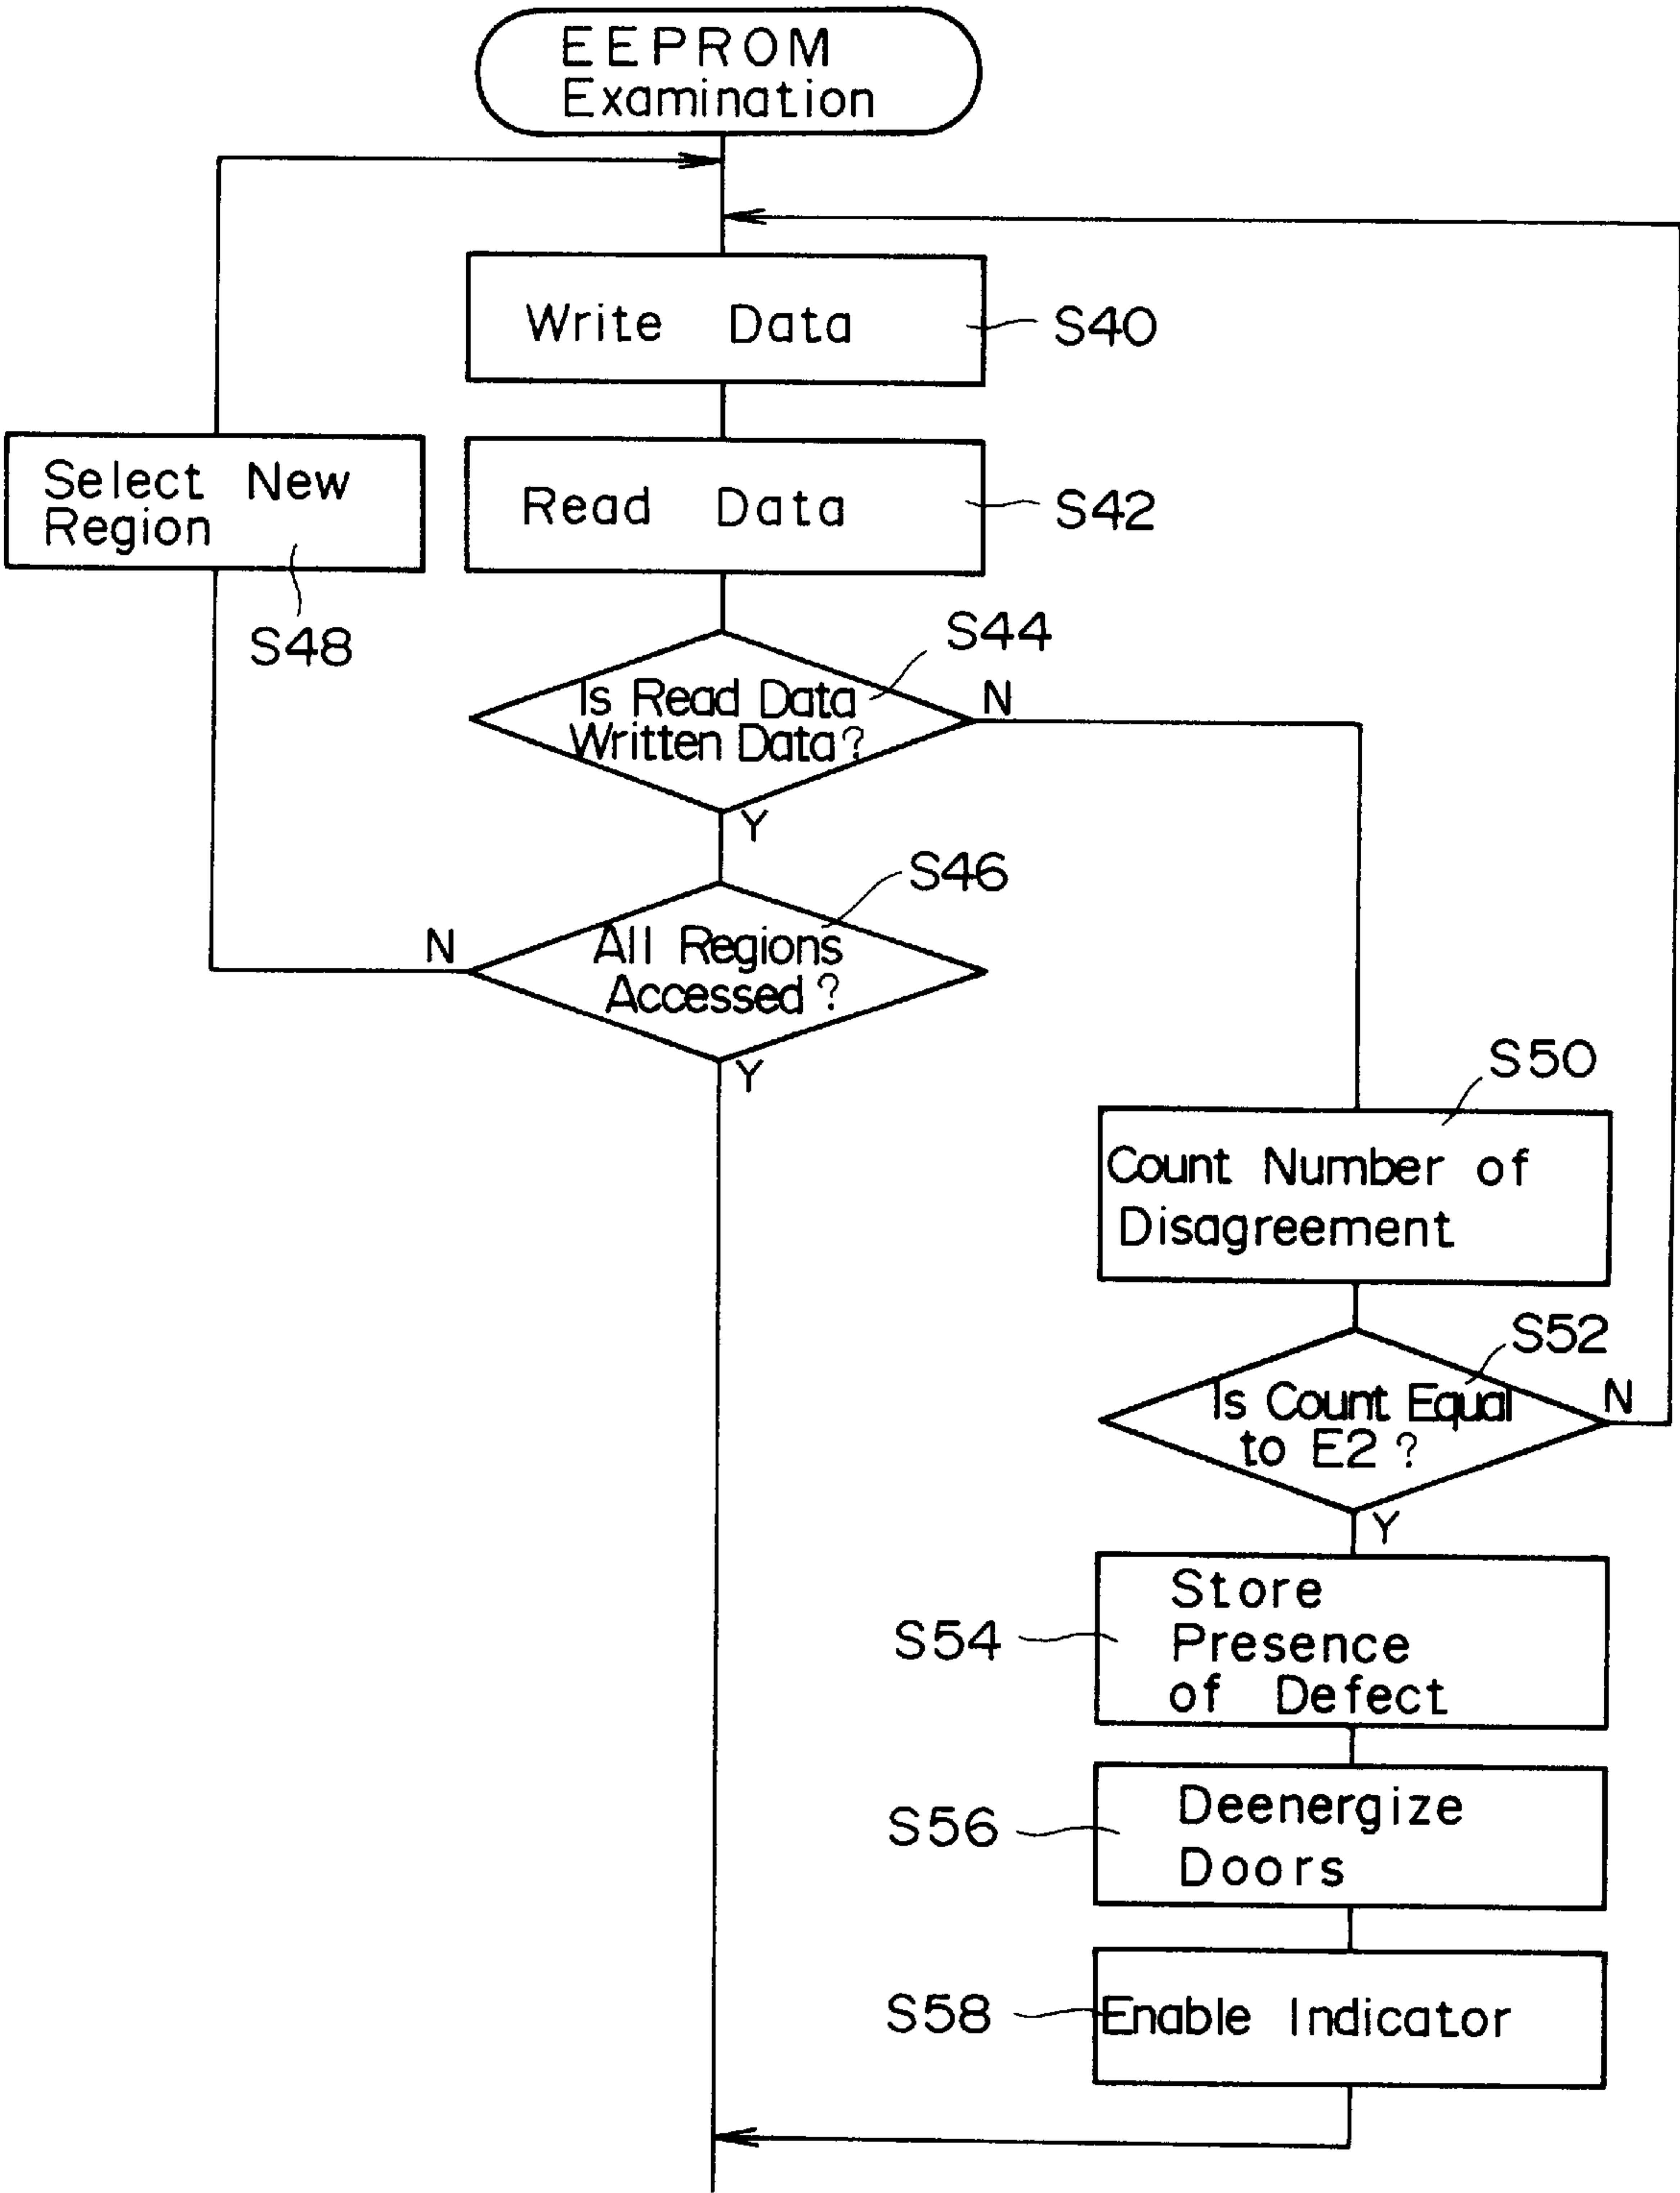 EEPROM
Examination
Write Data
S40
Select New
Region
S48
Read Data
S42
S44
Is Read Data
Written Data?
N
Y
S46
All Regions
Accessed?
N
Y
S50
Count Number of
Disagreement
S52
Is Count Equal
to E2?
N
Y
Store
Presence
of Defect
S54
Deenergize
Doors
S56
Enable Indicator
S58